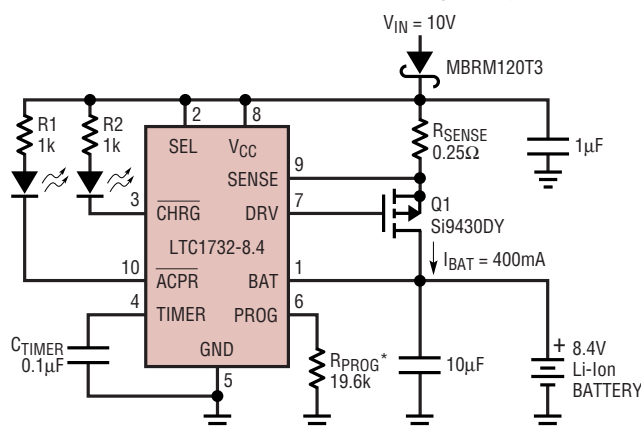 V_IN = 10V
MBRM120T3
R1
1k
R2
1k
2
8
SEL
V_CC
R_SENSE
0.25Ω
1μF
SENSE
9
3
CHRG
DRV
7
Q1
Si9430DY
LTC1732-8.4
I_BAT = 400mA
10
ACPR
BAT
1
4
TIMER
PROG
6
C_TIMER
0.1μF
GND
5
R_PROG*
19.6k
10μF
+
8.4V
Li-Ion
BATTERY